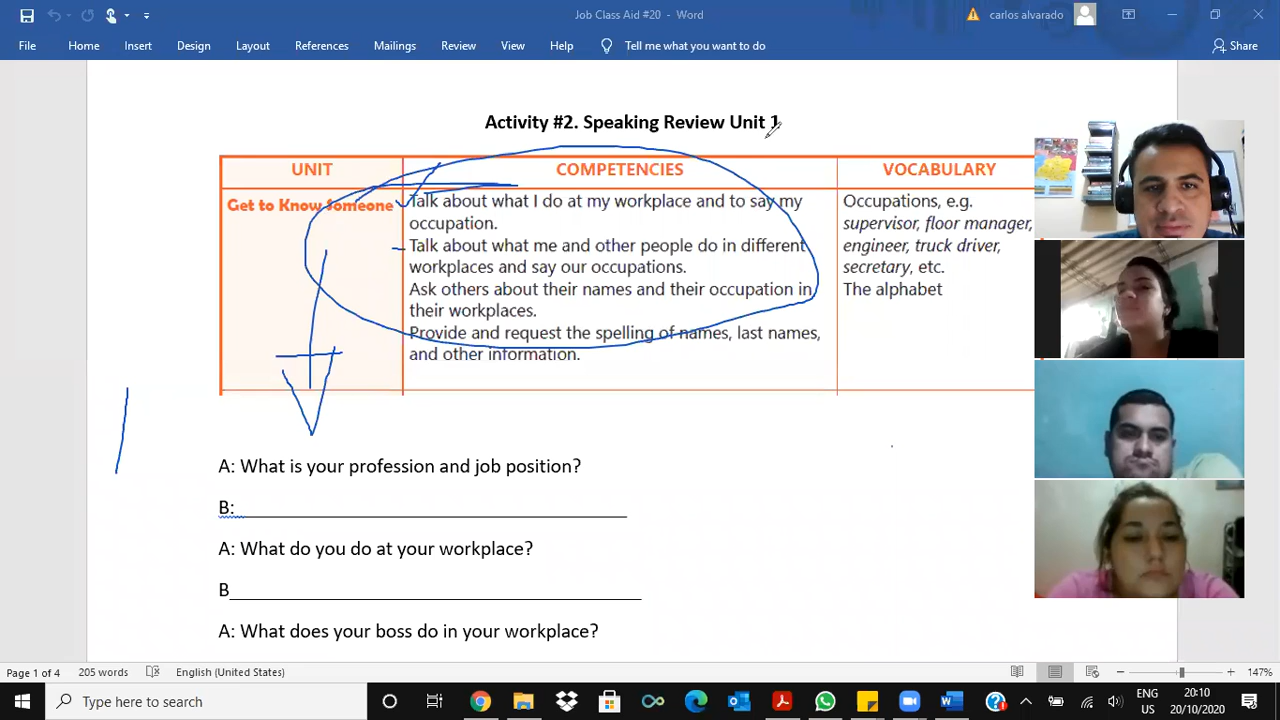 Job Class Aid #20 - Word
carlos alvarado
File Home Insert Design Layout References Mailings Review View Help Tell me what you want to do Share
Activity #2. Speaking Review Unit 1
UNIT COMPETENCIES VOCABULARY
Get to Know Someone
Talk about what I do at my workplace and to say my
occupation.
Talk about what me and other people do in different
workplaces and say our occupations.
Ask others about their names and their occupation in
their workplaces.
Provide and request the spelling of names, last names,
and other information.
Occupations, e.g.
supervisor, floor manager,
engineer, truck driver,
secretary, etc.
The alphabet
A: What is your profession and job position?
B:
A: What do you do at your workplace?
B
A: What does your boss do in your workplace?
Page 1 of 4 205 words English (United States) 147%
Type here to search
ENG
US
20:10
20/10/2020